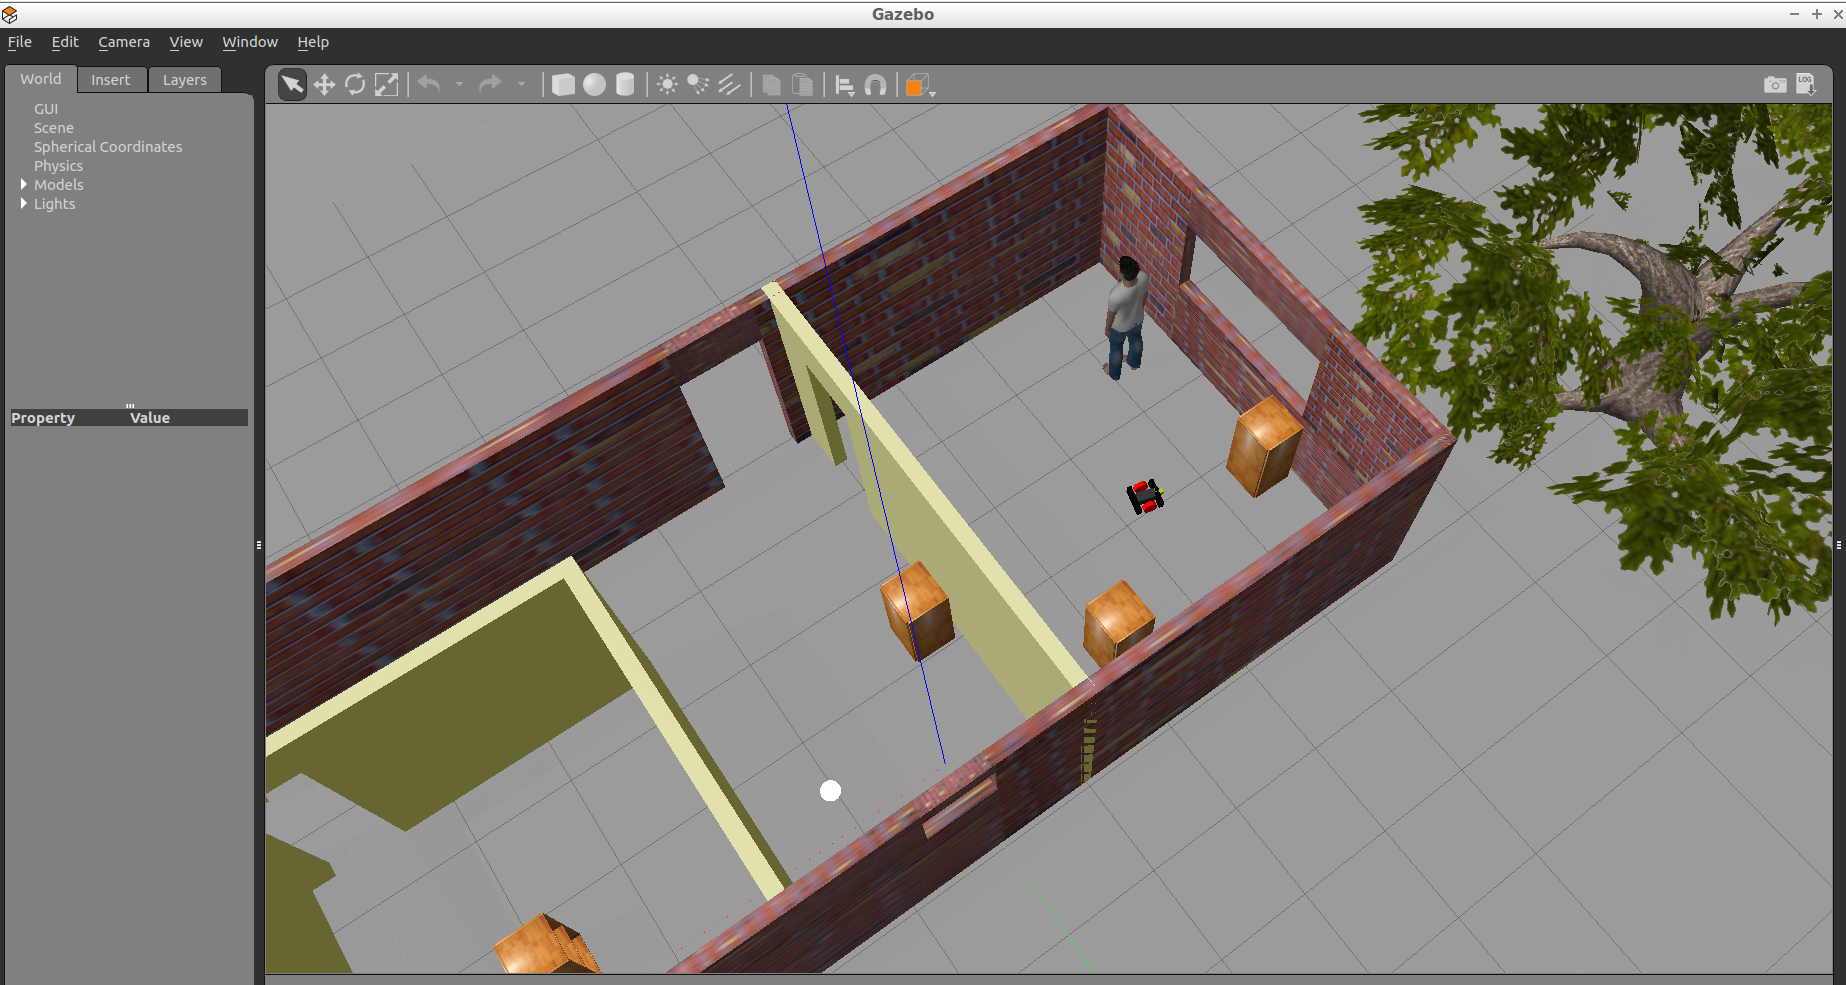 Gazebo
File Edit Camera View Window Help
World Insert Layers
GUI
Scene
Spherical Coordinates
Physics
Models
Lights
Property Value
LOG